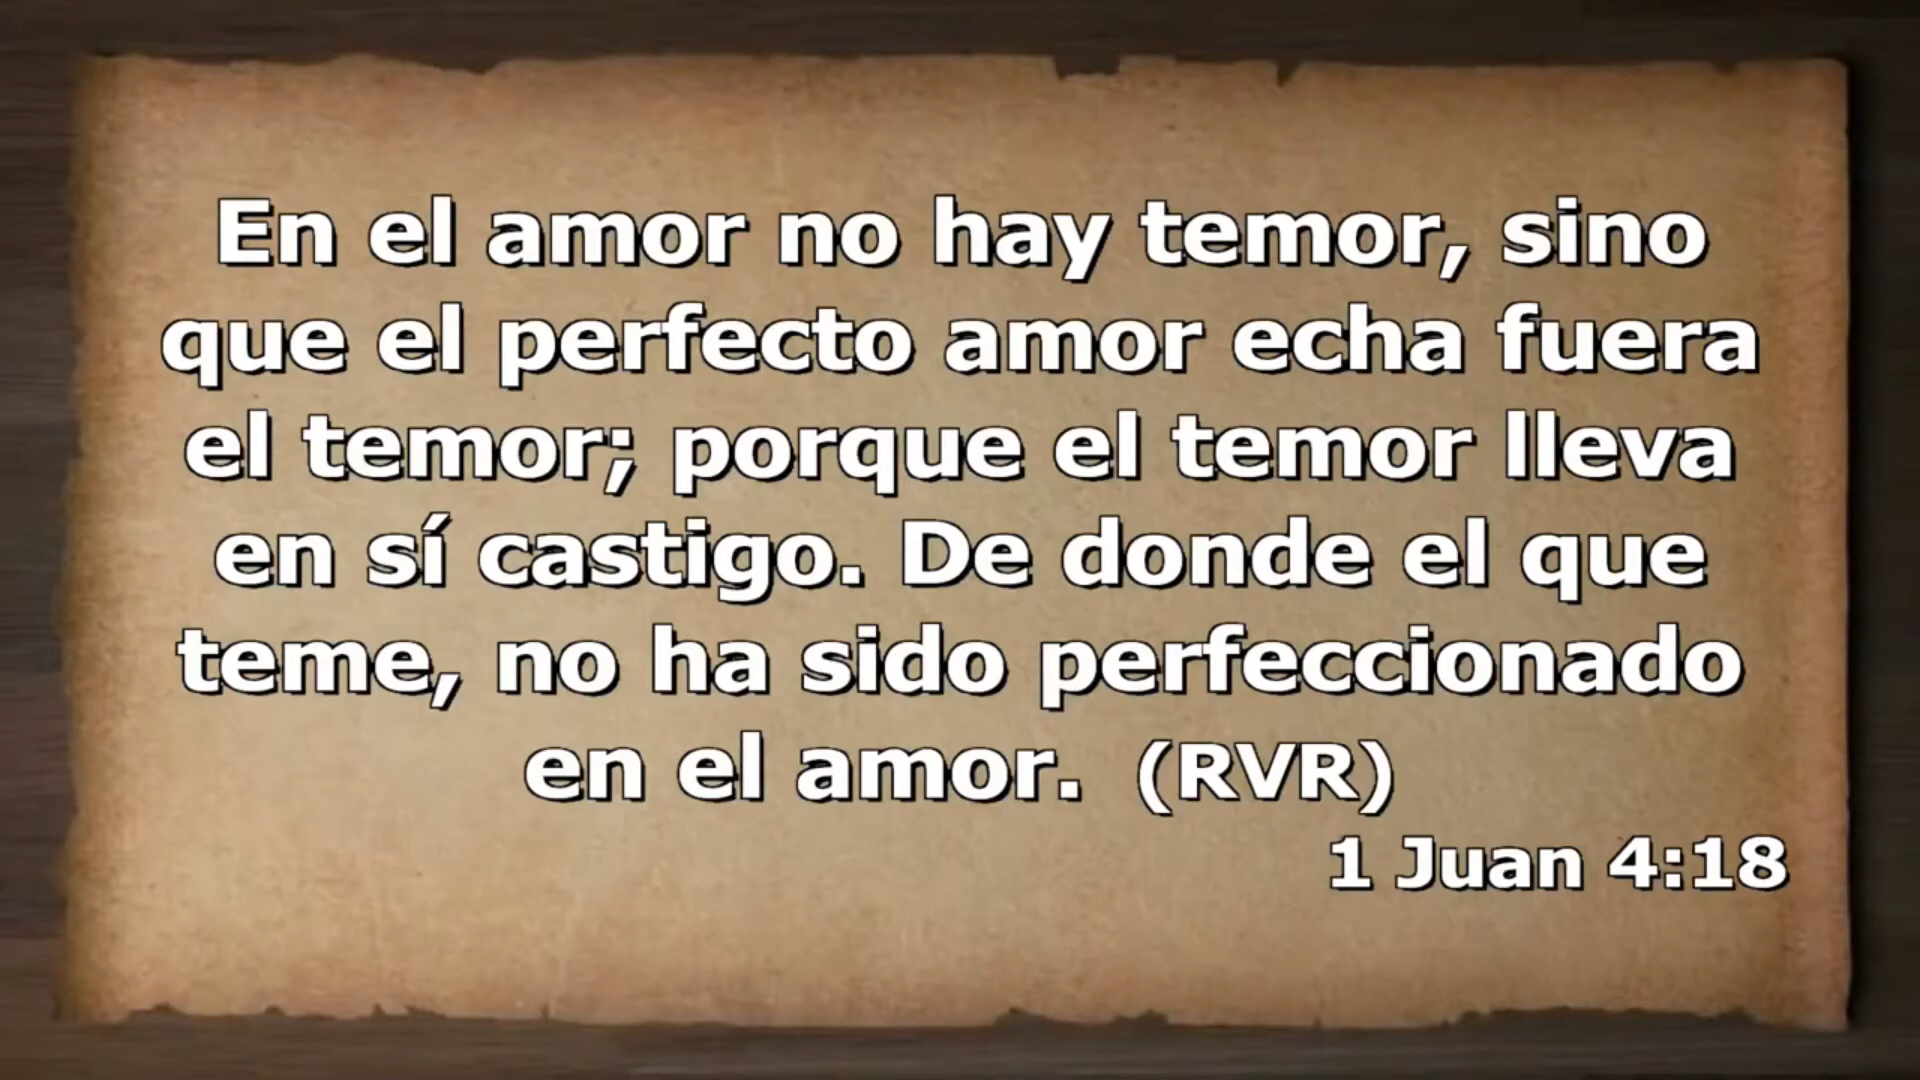 En el amor no hay temor, sino
que el perfecto amor echa fuera
el temor; porque el temor lleva
en sí castigo. De donde el que
teme, no ha sido perfeccionado
en el amor. (RVR)
1 Juan 4:18